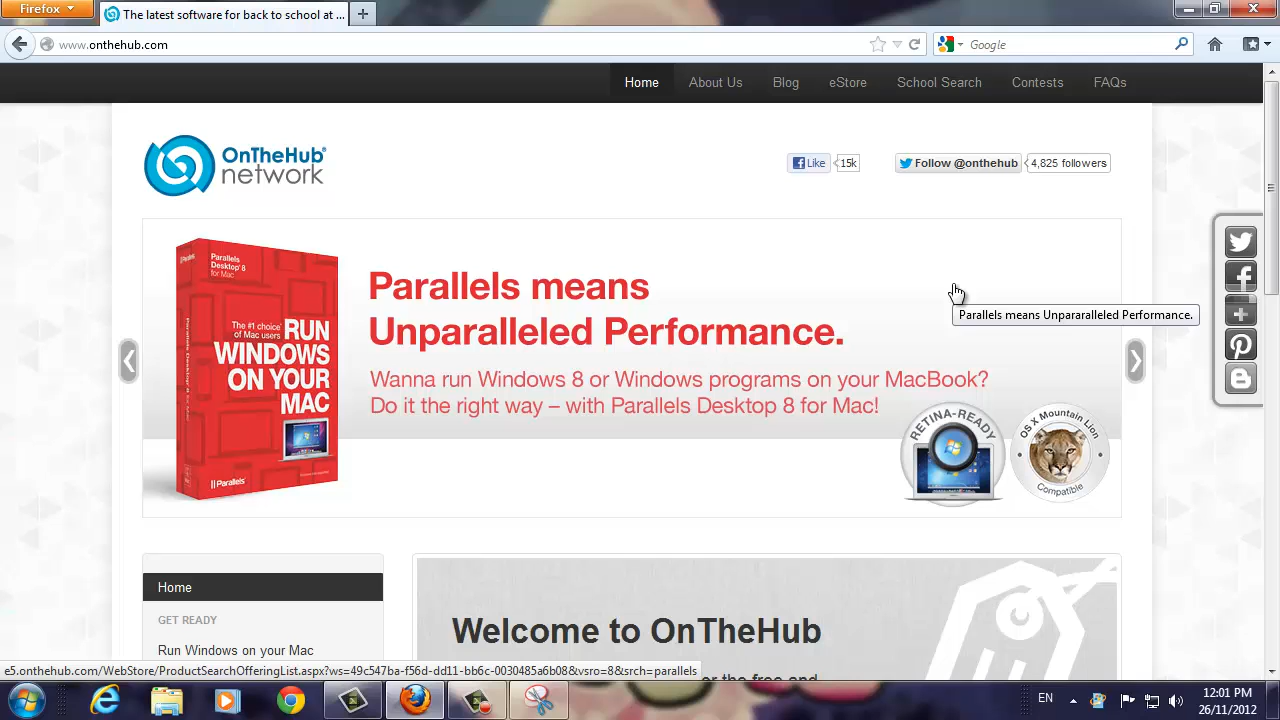 Firefox
The latest software for back to school at ...
www.onthehub.com
Google
Home
About Us
Blog
eStore
School Search
Contests
FAQs
OnTheHub®
network
Like
15k
Follow @onthehub
4,825 followers
Parallels
Desktop 8
for Mac
The #1 choice
of Mac users
RUN
WINDOWS
ON YOUR
MAC
Parallels
Parallels means
Unparalleled Performance.
Wanna run Windows 8 or Windows programs on your MacBook?
Do it the right way – with Parallels Desktop 8 for Mac!
Parallels means Unpararalleled Performance.
RETINA-READY
OS X Mountain Lion
Compatible
Home
GET READY
Run Windows on your Mac
Welcome to OnTheHub
or the free and
e5.onthehub.com/WebStore/ProductSearchOfferingList.aspx?ws=49c547ba-f56d-dd11-bb6c-0030485a6b08&vsro=8&srch=parallels
EN
12:01 PM
26/11/2012